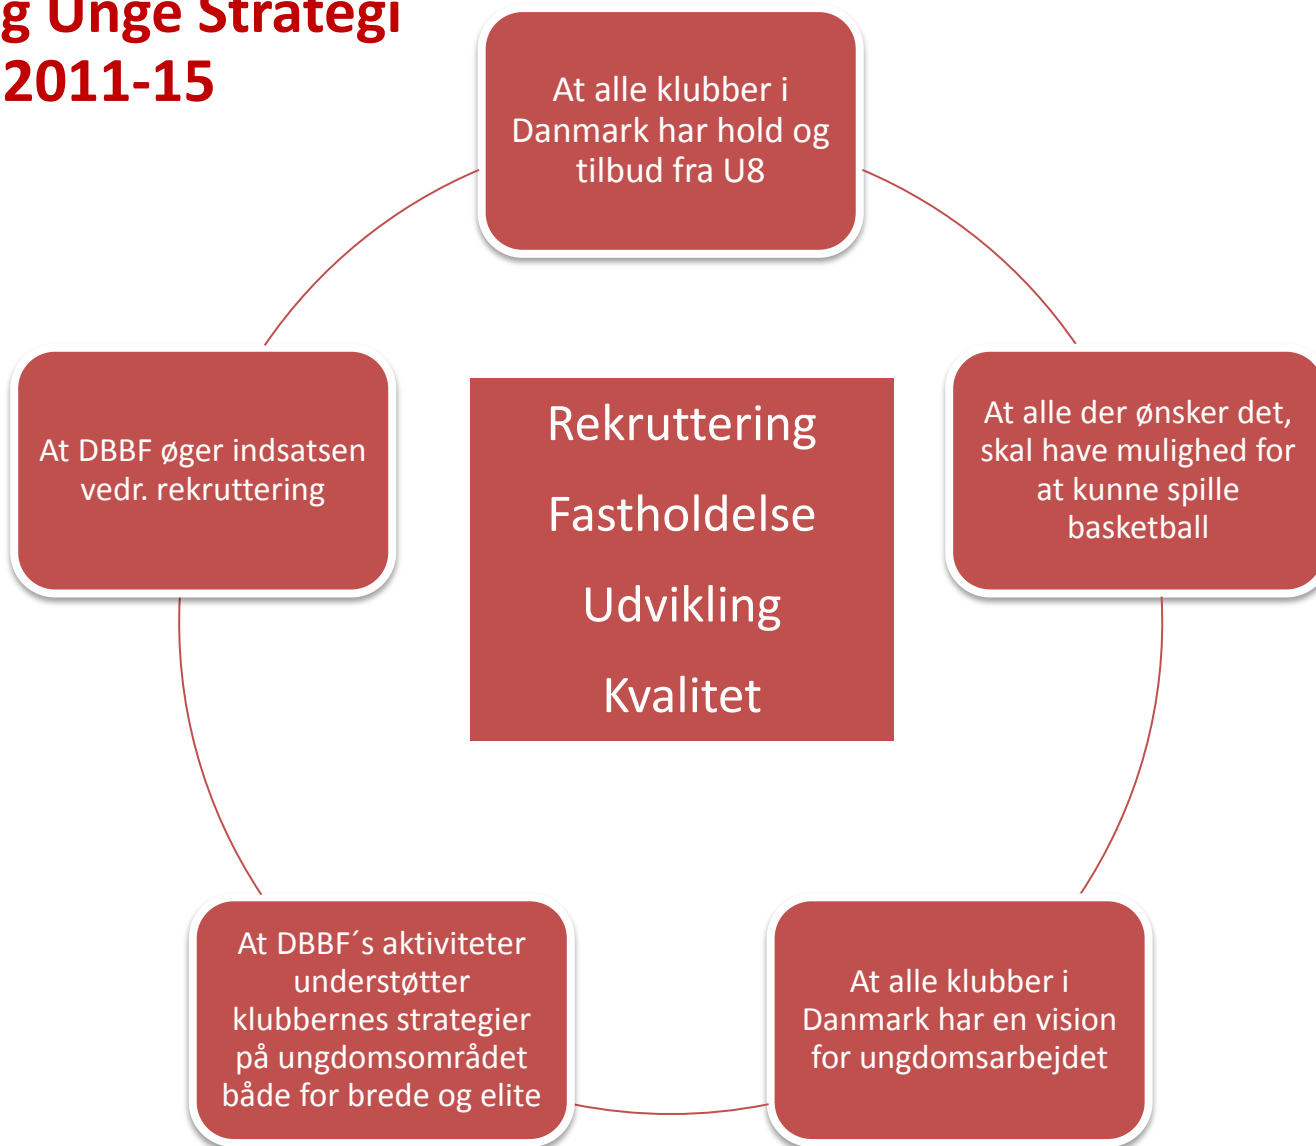 g Unge Strategi
2011-15
At alle klubber i
Danmark har hold og
tilbud fra U8
At alle der ønsker det,
skal have mulighed for
at kunne spille
basketball
At alle klubber i
Danmark har en vision
for ungdomsarbejdet
At DBBF´s aktiviteter
understøtter
klubbernes strategier
på ungdomsområdet
både for brede og elite
At DBBF øger indsatsen
vedr. rekruttering
Rekruttering
Fastholdelse
Udvikling
Kvalitet